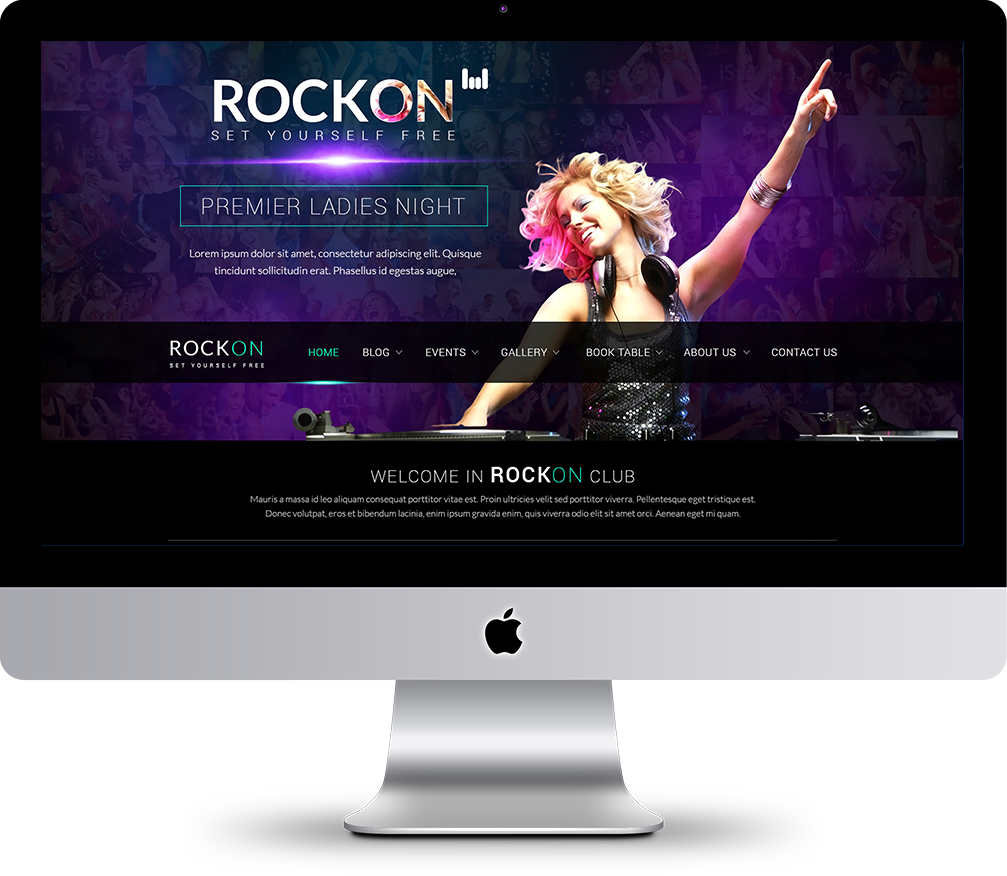 ROCKON
SET YOURSELF FREE
PREMIER LADIES NIGHT
Lorem ipsum dolor sit amet, consectetur adipiscing elit. Quisque
tincidunt sollicitudin erat. Phasellus id egestas augue,
ROCKON
SET YOURSELF FREE
HOME BLOG EVENTS GALLERY BOOK TABLE ABOUT US CONTACT US
WELCOME IN ROCKON CLUB
Mauris a massa id leo aliquam consequat porttitor vitae est. Proin ultricies velit sed porttitor viverra. Pellentesque eget tristique est.
Donec volutpat, eros et bibendum lacinia, enim ipsum gravida enim, quis viverra odio elit sit amet orci. Aenean eget mi quam.